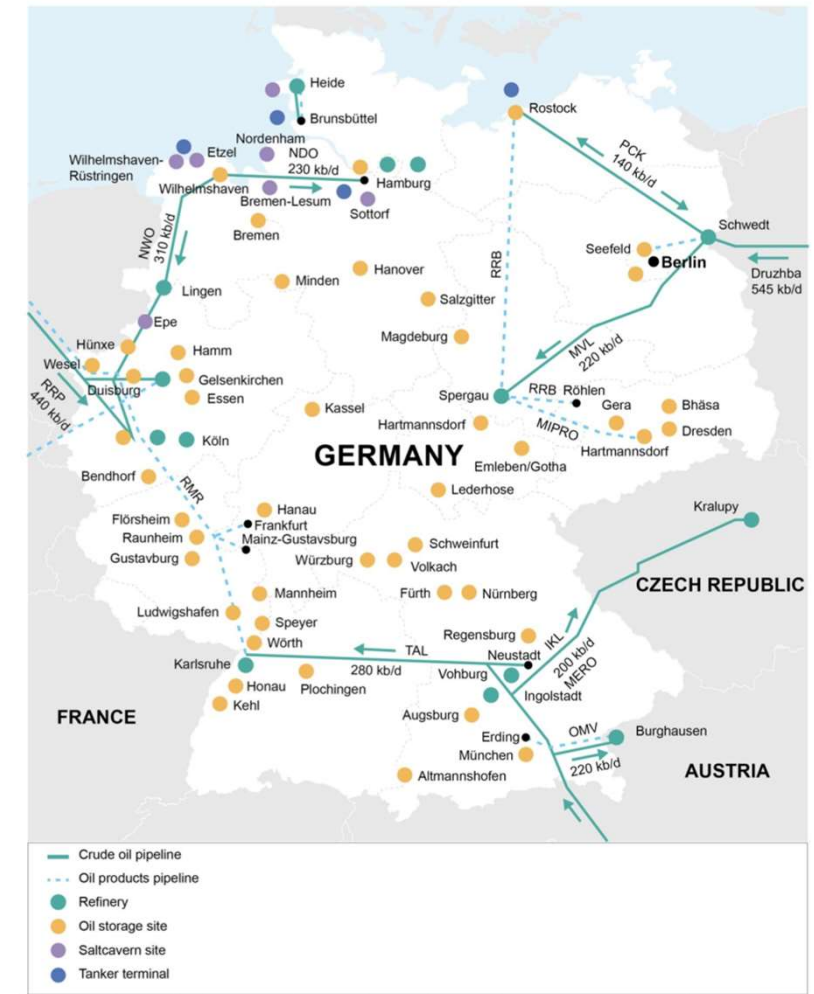 Heide
Brunsbüttel
Rostock
PCK
140 kb/d
Nordenham
Etzel
NDO
230 kb/d
Wilhelmshaven-
Rüstringen
Wilhelmshaven
Hamburg
Bremen-Lesum
Sottorf
Bremen
Schwedt
Seefeld
Berlin
Druzhba
545 kb/d
NWO
310 kb/d
RRB
Lingen
Minden
Hanover
Salzgitter
Epe
Magdeburg
MVL
220 kb/d
Hünxe
Hamm
Wesel
Duisburg
Gelsenkirchen
Essen
RRP
440 kb/d
Kassel
Spergau
RRB
Röhlen
Gera
Bhäsa
Hartmannsdorf
MIPRO
Dresden
Hartmannsdorf
Köln
GERMANY
Emleben/Gotha
Bendhorf
Lederhose
RMR
Kralupy
Hanau
Flörsheim
Frankfurt
Raunheim
Mainz-Gustavsburg
Gustavburg
Schweinfurt
Würzburg
Volkach
CZECH REPUBLIC
Mannheim
Fürth
Nürnberg
Ludwigshafen
Speyer
Regensburg
IKL
200 kb/d
MERO
Wörth
TAL
280 kb/d
Neustadt
Karlsruhe
Vohburg
Plochingen
Honau
Ingolstadt
Kehl
FRANCE
Augsburg
Erding
OMV
Burghausen
München
220 kb/d
Altmannshofen
AUSTRIA
Crude oil pipeline
Oil products pipeline
Refinery
Oil storage site
Saltcavern site
Tanker terminal